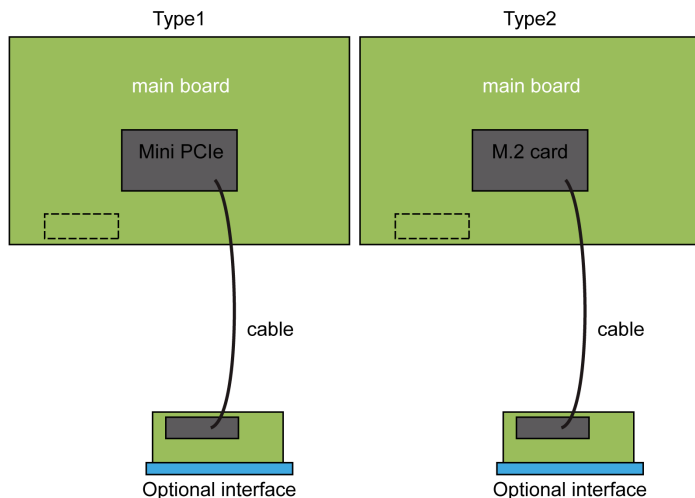 Type1
Type2
main board
main board
Mini PCIe
M.2 card
cable
cable
Optional interface
Optional interface